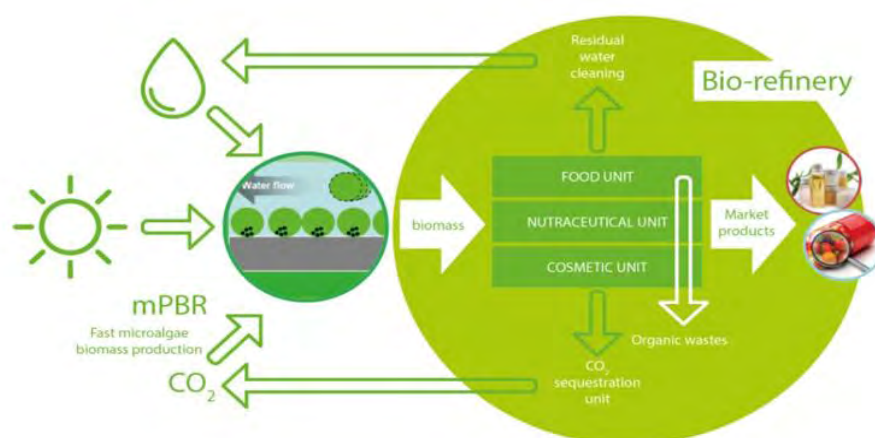 Residual
water
cleaning
Bio-refinery
Water flow
FOOD UNIT
biomass
NUTRACEUTICAL UNIT
Market
products
COSMETIC UNIT
mPBR
Fast microalgae
biomass production
Organic wastes
CO₂
CO₂
sequestration
unit